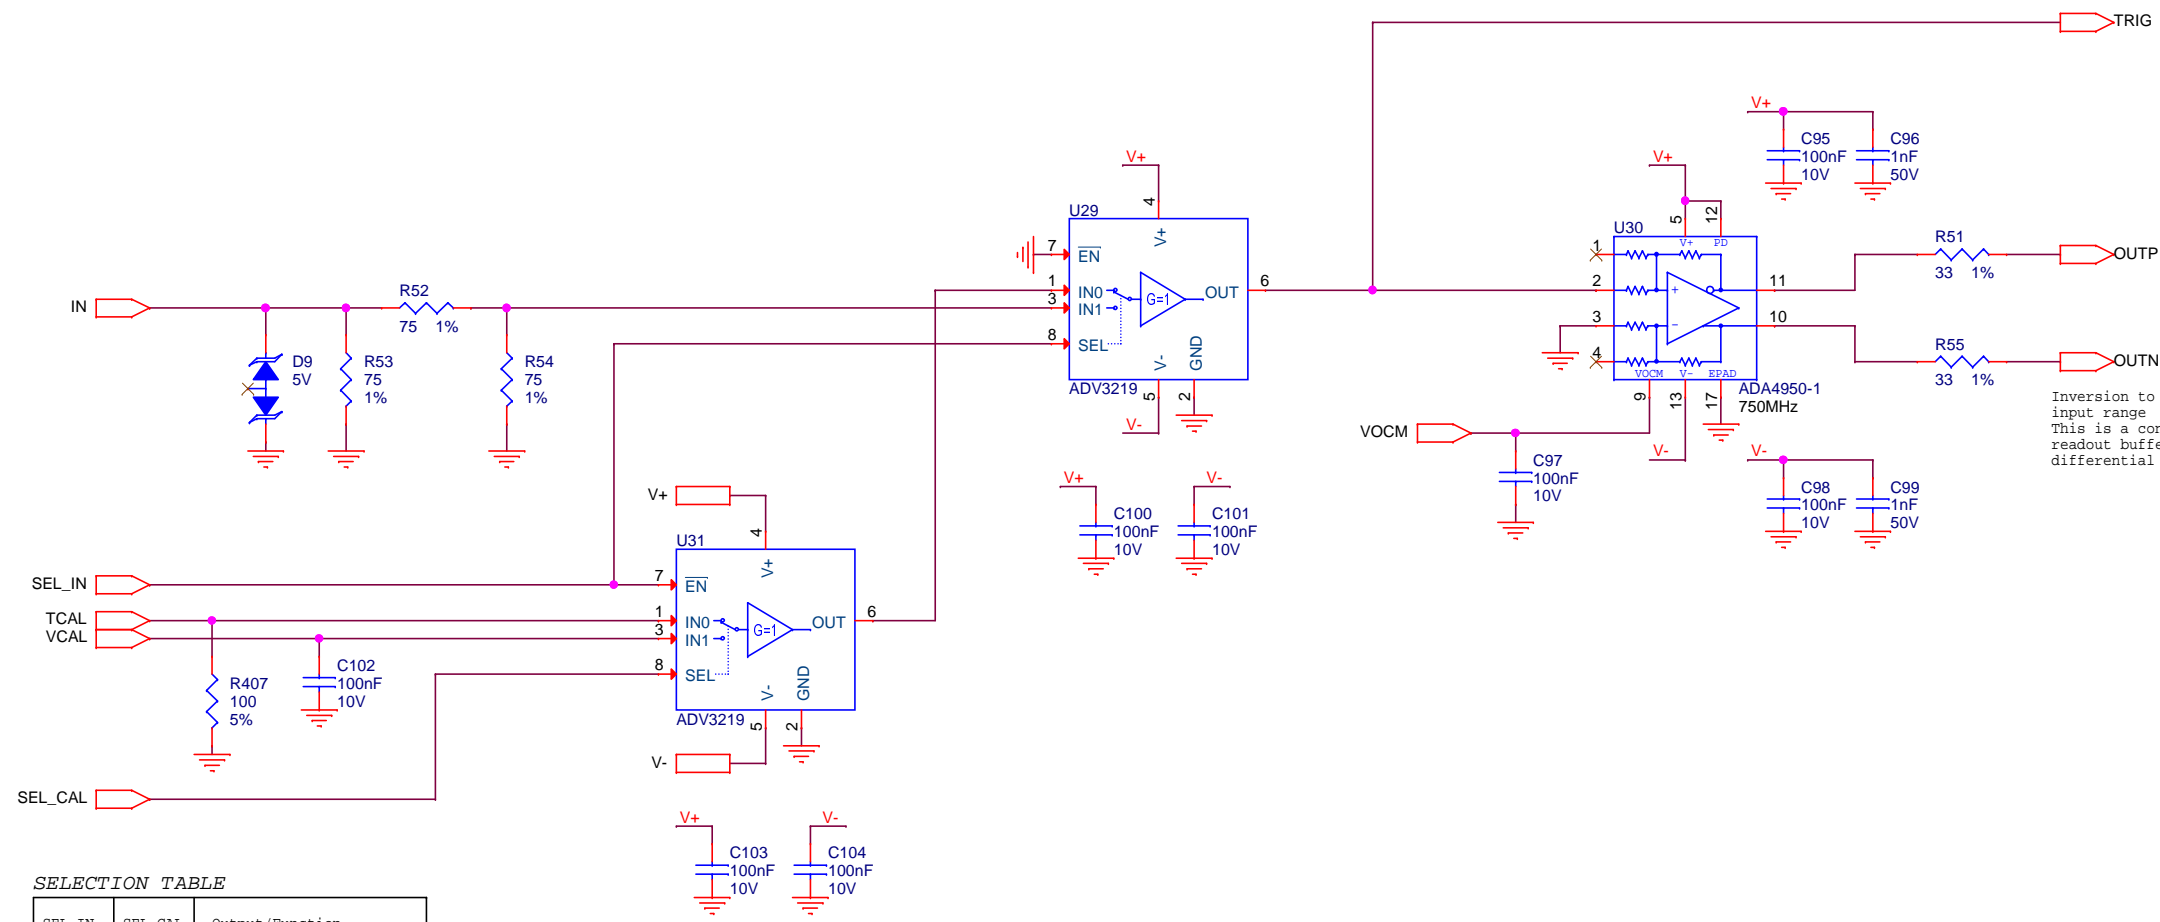 TRIG
V+
C95
100nF
10V
C96
1nF
50V
V+
V+
4
U29
7
EN
V+
1
IN0
3
IN1
G=1
OUT
6
8
SEL
V-
GND
ADV3219
5
2
V-
5
12
U30
V+
PD
1
2
3
4
+
-
11
10
VOCM
V-
EPAD
ADA4950-1
750MHz
9
13
17
R51
33 1%
OUTP
R55
33 1%
OUTN
Inversion to
input range
This is a
readout
differential
IN
R52
75 1%
D9
5V
R53
75
1%
R54
75
1%
VOCM
C97
100nF
10V
V-
V-
C98
100nF
10V
C99
1nF
50V
V+
C100
100nF
10V
V-
C101
100nF
10V
V+
4
U31
SEL_IN
7
EN
V+
TCAL
1
IN0
VCAL
3
IN1
G=1
OUT
6
8
SEL
V-
GND
ADV3219
5
2
V-
R407
100
5%
C102
100nF
10V
SEL_CAL
V+
C103
100nF
10V
V-
C104
100nF
10V
SELECTION TABLE
SEL_IN SEL_CAL Output/Function